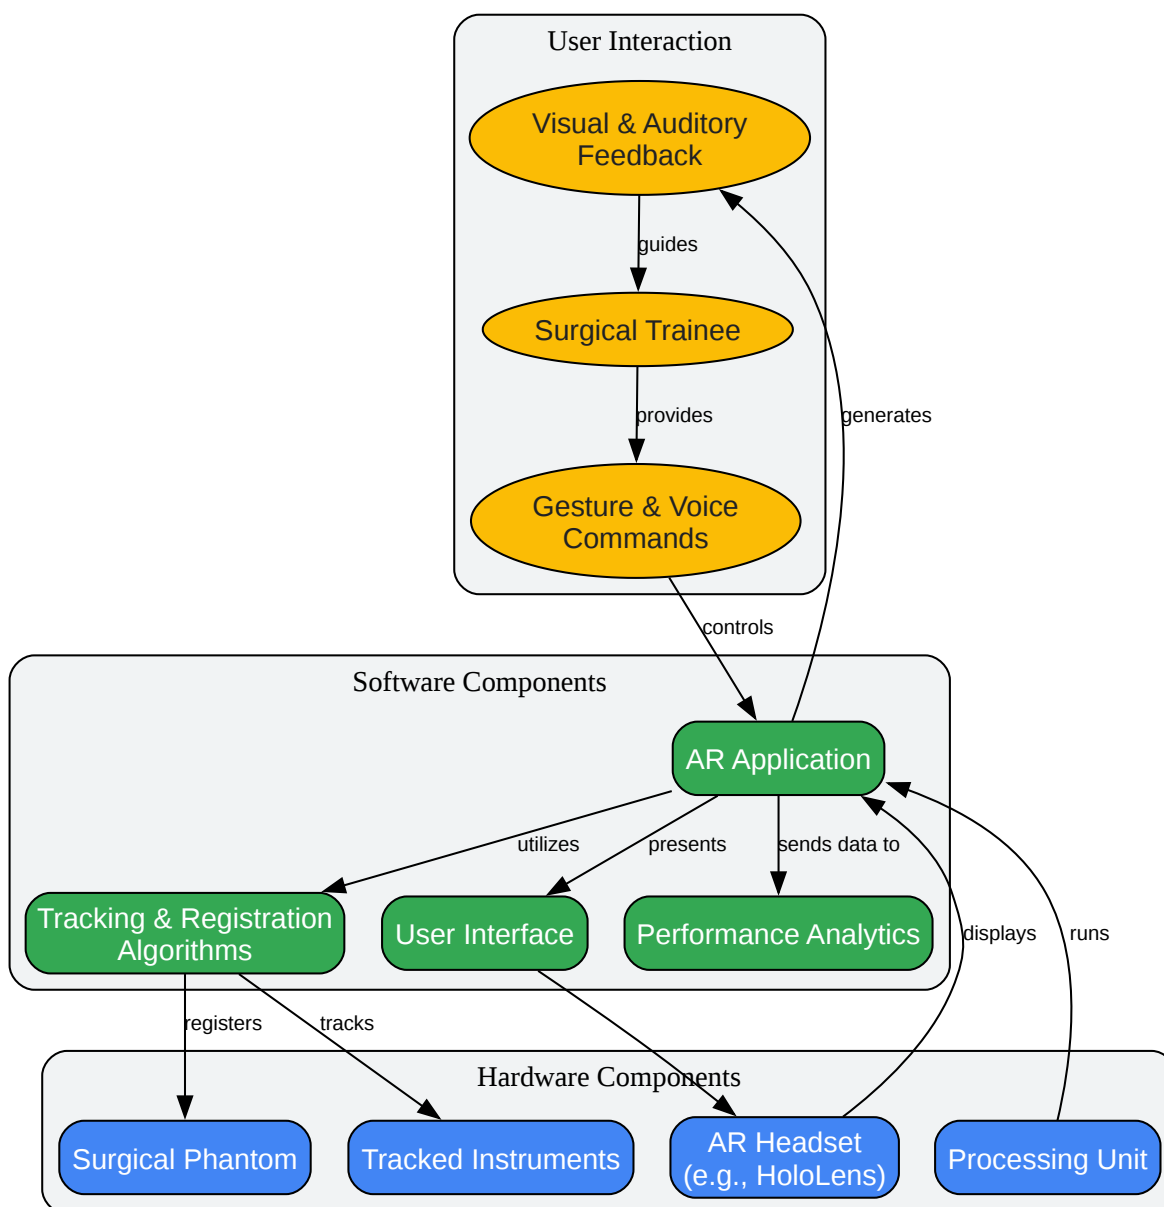 User Interaction
Visual & Auditory
Feedback
guides
Surgical Trainee
provides
generates
Gesture & Voice
Commands
controls
Software Components
AR Application
utilizes
presents
sends data to
Tracking & Registration
Algorithms
User Interface
Performance Analytics
displays
runs
registers
tracks
Hardware Components
Surgical Phantom
Tracked Instruments
AR Headset
(e.g., HoloLens)
Processing Unit